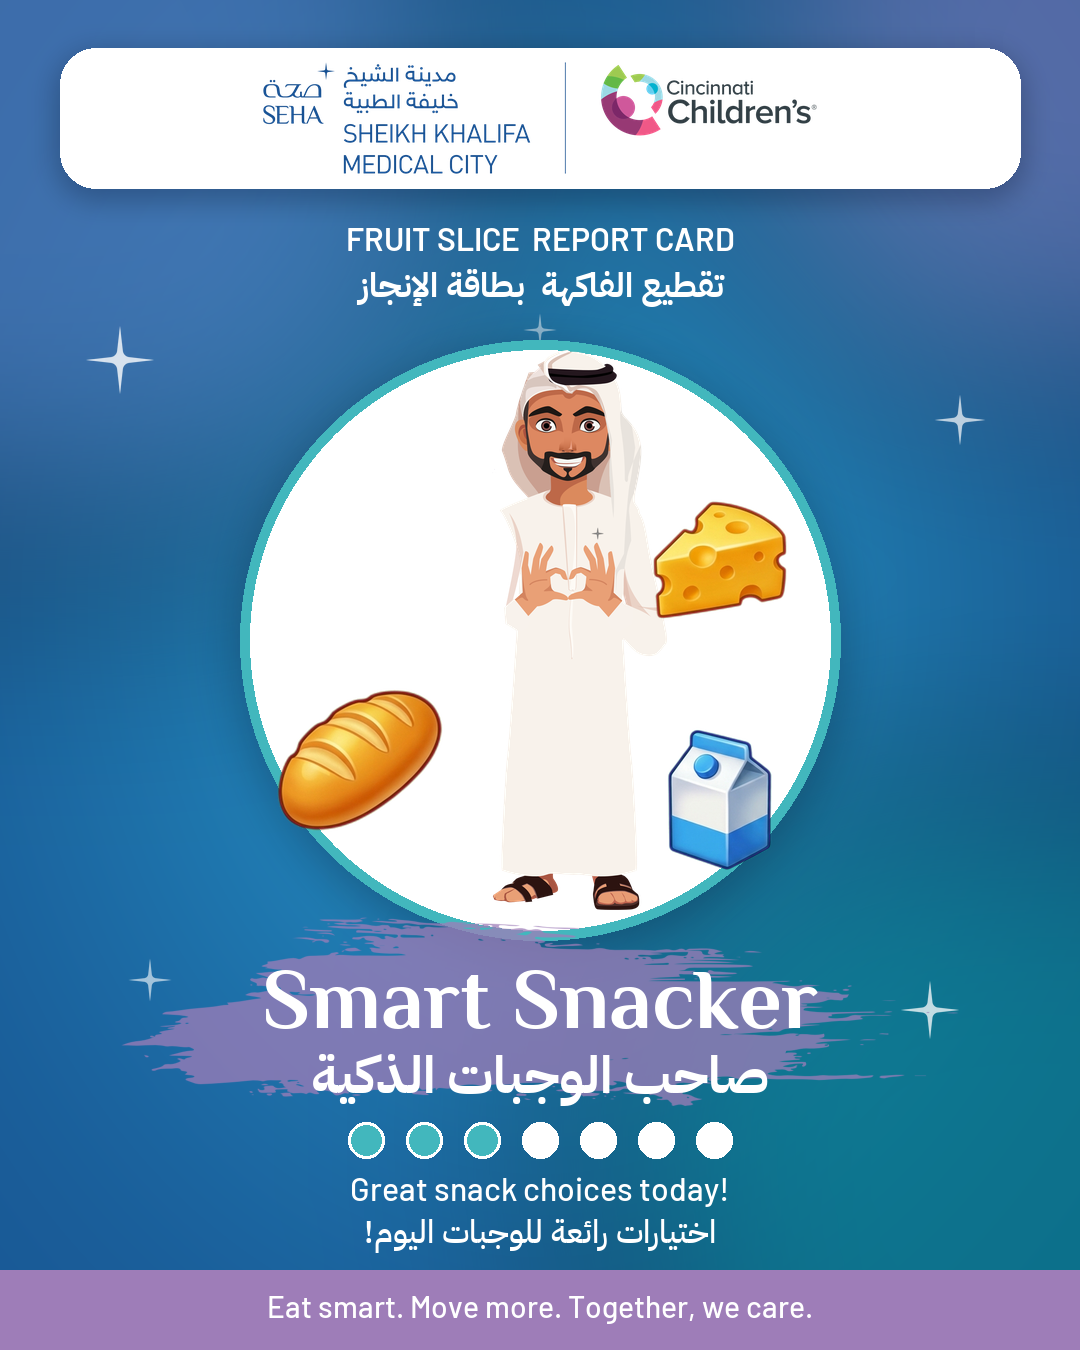 صحة
SEHA
مدينة الشيخ
خليفة الطبية
SHEIKH KHALIFA
MEDICAL CITY
Cincinnati
Children's®
FRUIT SLICE REPORT CARD
تقطيع الفاكهة بطاقة الإنجاز
Smart Snacker
صاحب الوجبات الذكية
Great snack choices today!
اختيارات رائعة للوجبات اليوم!
Eat smart. Move more. Together, we care.